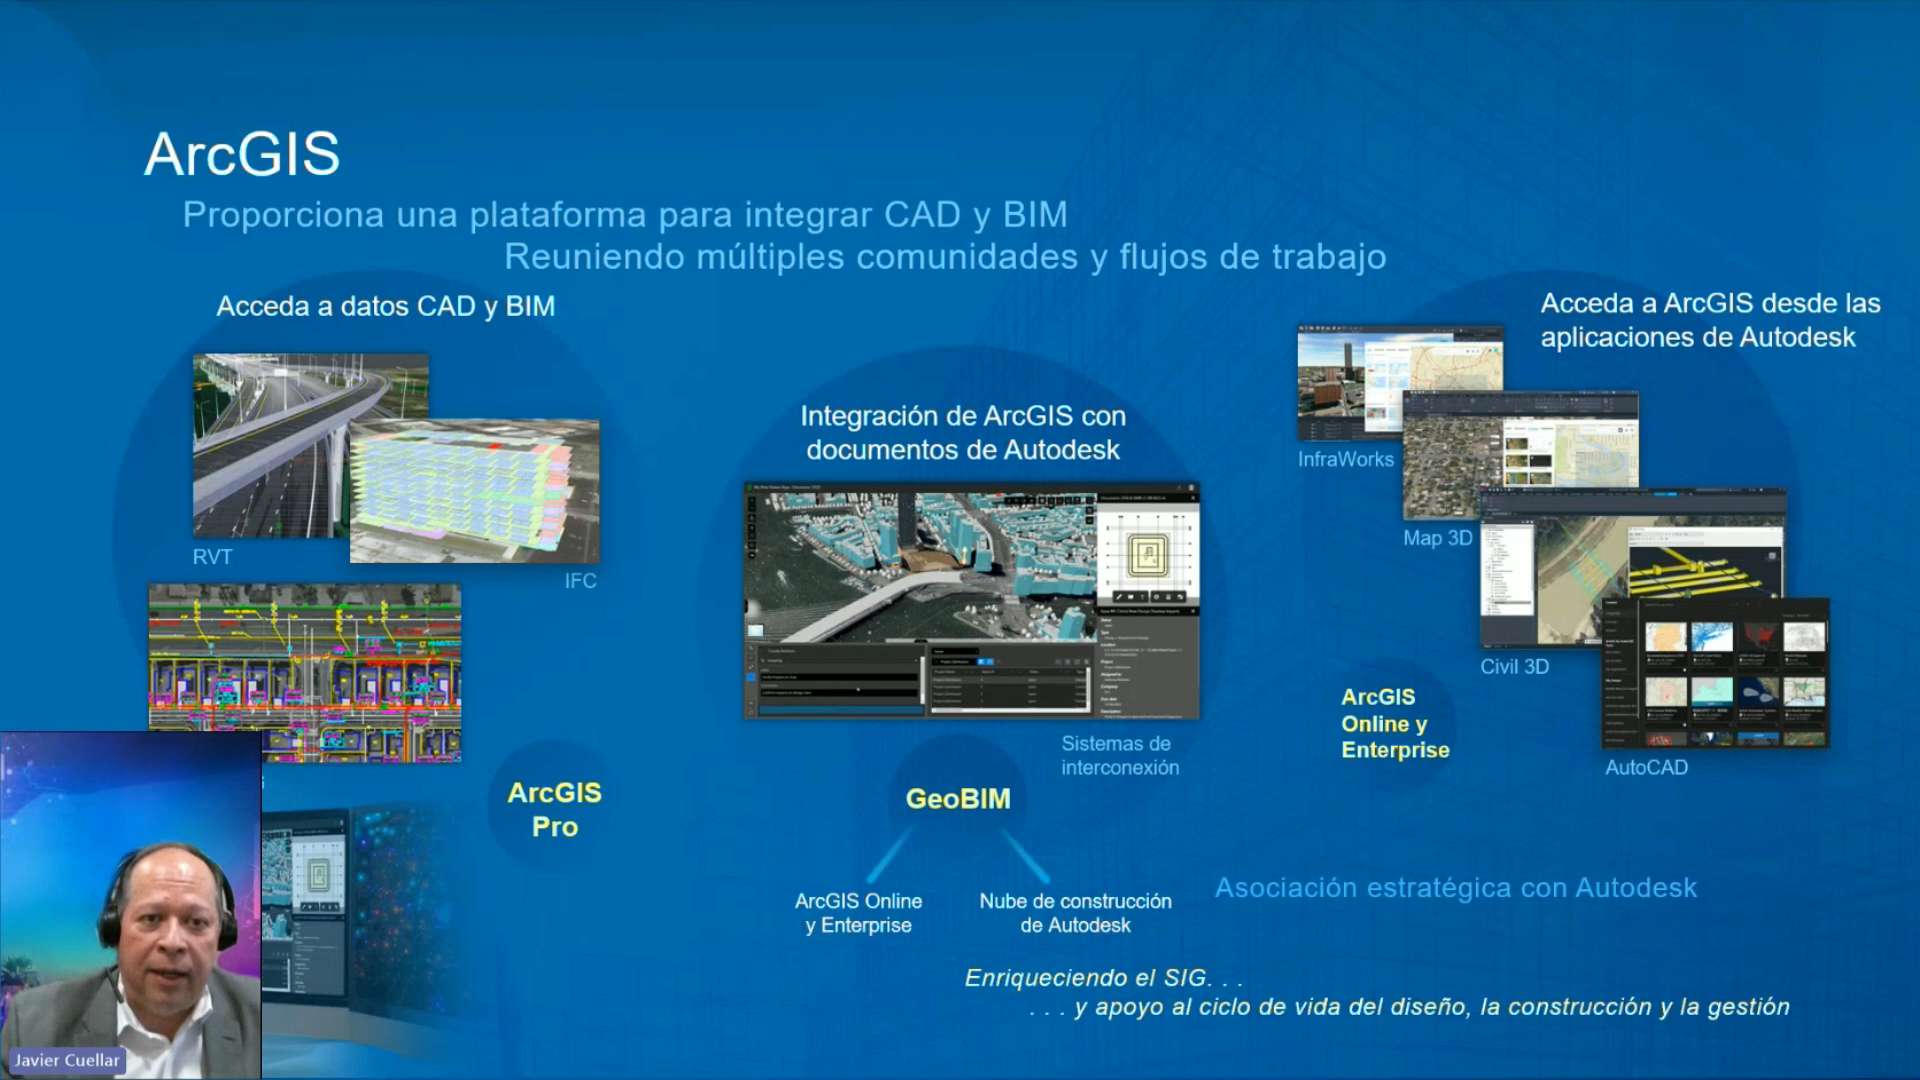 ArcGIS
Proporciona una plataforma para integrar CAD y BIM
Reuniendo múltiples comunidades y flujos de trabajo
Acceda a datos CAD y BIM
RVT
IFC
ArcGIS
Pro
Integración de ArcGIS con
documentos de Autodesk
Sistemas de
interconexión
GeoBIM
ArcGIS Online
y Enterprise
Nube de construcción
de Autodesk
Acceda a ArcGIS desde las
aplicaciones de Autodesk
InfraWorks
Map 3D
Civil 3D
AutoCAD
ArcGIS
Online y
Enterprise
Asociación estratégica con Autodesk
Enriqueciendo el SIG. . .
. . . y apoyo al ciclo de vida del diseño, la construcción y la gestión
Javier Cuellar